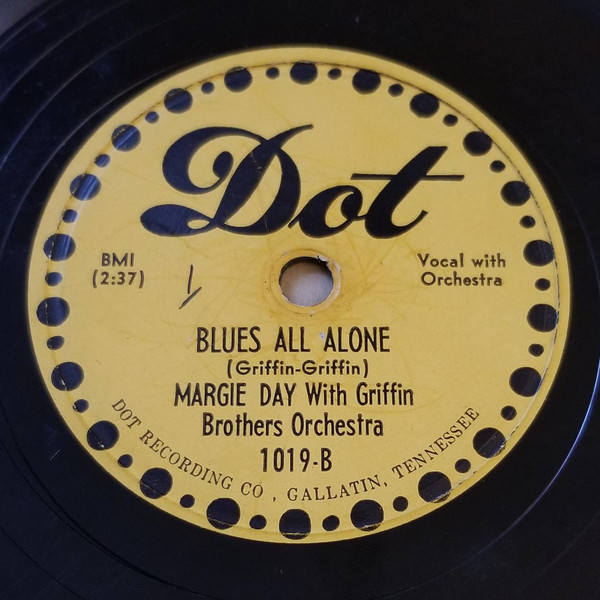 Dot
BMI
(2:37)
Vocal with
Orchestra
BLUES ALL ALONE
(Griffin-Griffin)
MARGIE DAY With Griffin
Brothers Orchestra
1019-B
DOT RECORDING CO., GALLATIN, TENNESSEE